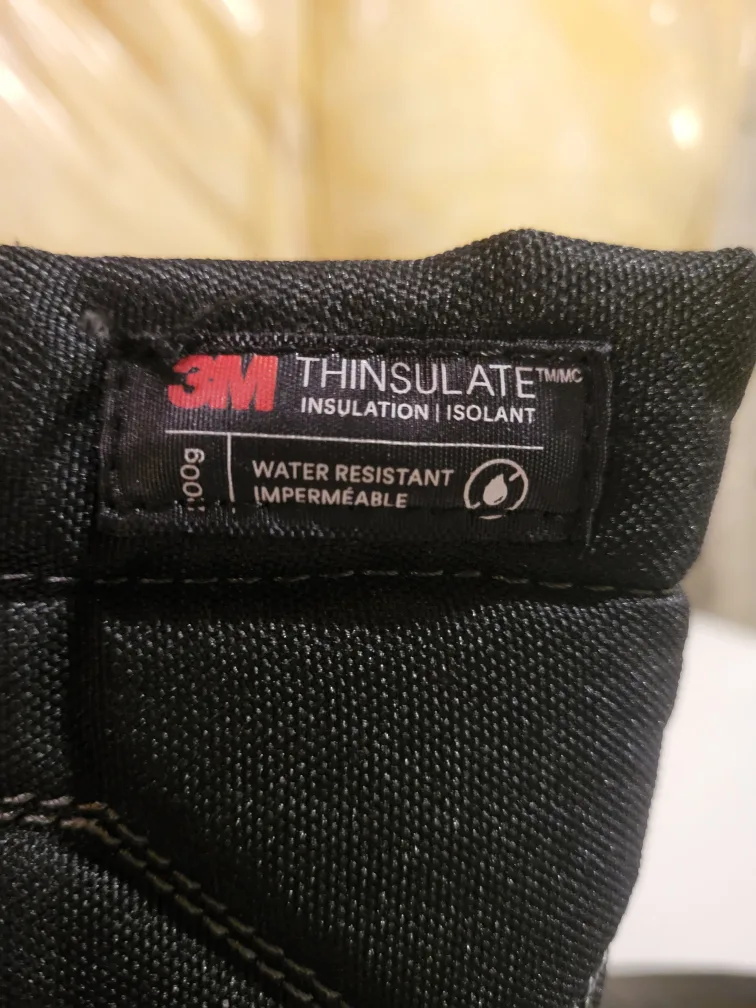 3M THINSULATE™/MC
INSULATION | ISOLANT
WATER RESISTANT
IMPERMÉABLE